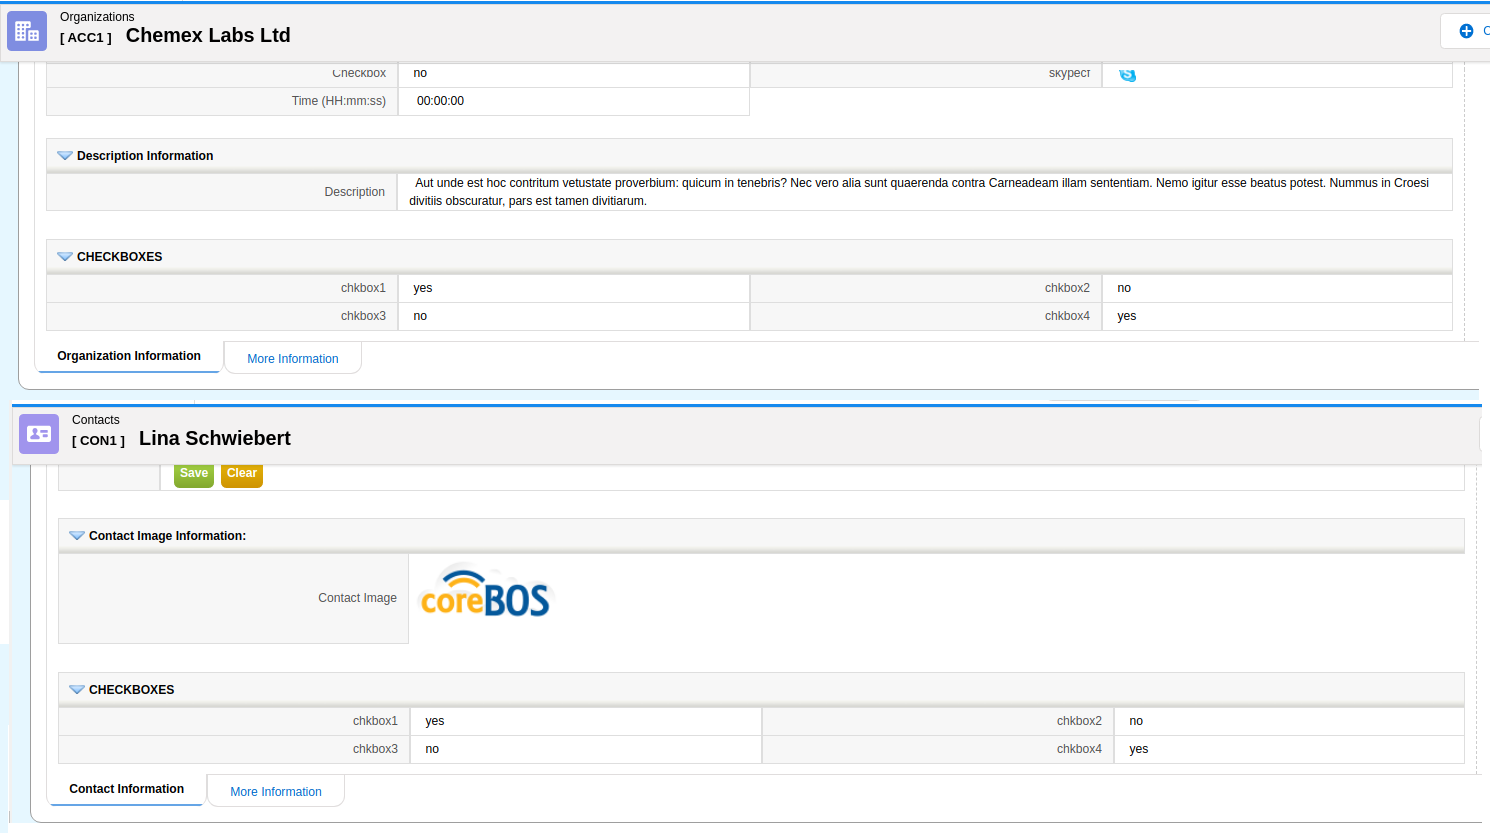 Organizations
[ ACC1 ] Chemex Labs Ltd
Checkbox no skypecf
Time (HH:mm:ss) 00:00:00
Description Information
Description
Aut unde est hoc contritum vetustate proverbium: quicum in tenebris? Nec vero alia sunt quaerenda contra Carneadeam illam sententiam. Nemo igitur esse beatus potest. Nummus in Croesi
divitiis obscuratur, pars est tamen divitiarum.
CHECKBOXES
chkbox1 yes chkbox2 no
chkbox3 no chkbox4 yes
Organization Information More Information
Contacts
[ CON1 ] Lina Schwiebert
Save Clear
Contact Image Information:
Contact Image coreBOS
CHECKBOXES
chkbox1 yes chkbox2 no
chkbox3 no chkbox4 yes
Contact Information More Information